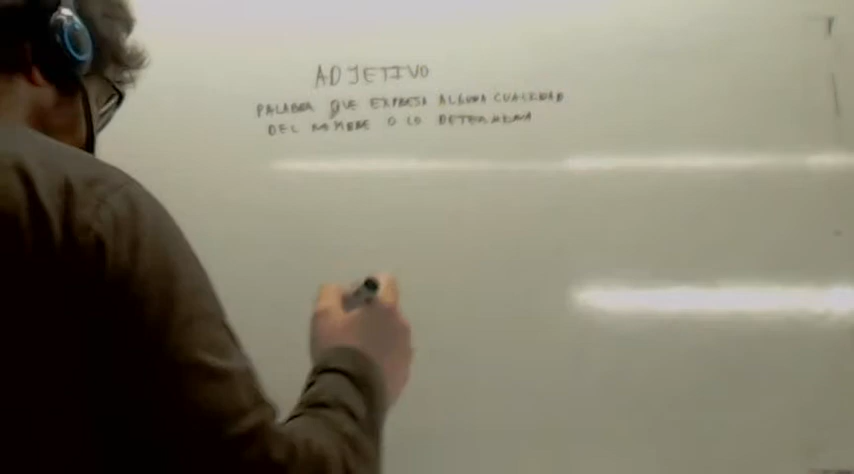 ADJETIVO
PALABRA QUE EXPRESA ALGUNA CUALIDAD
DEL NOMBRE O LO DETERMINA